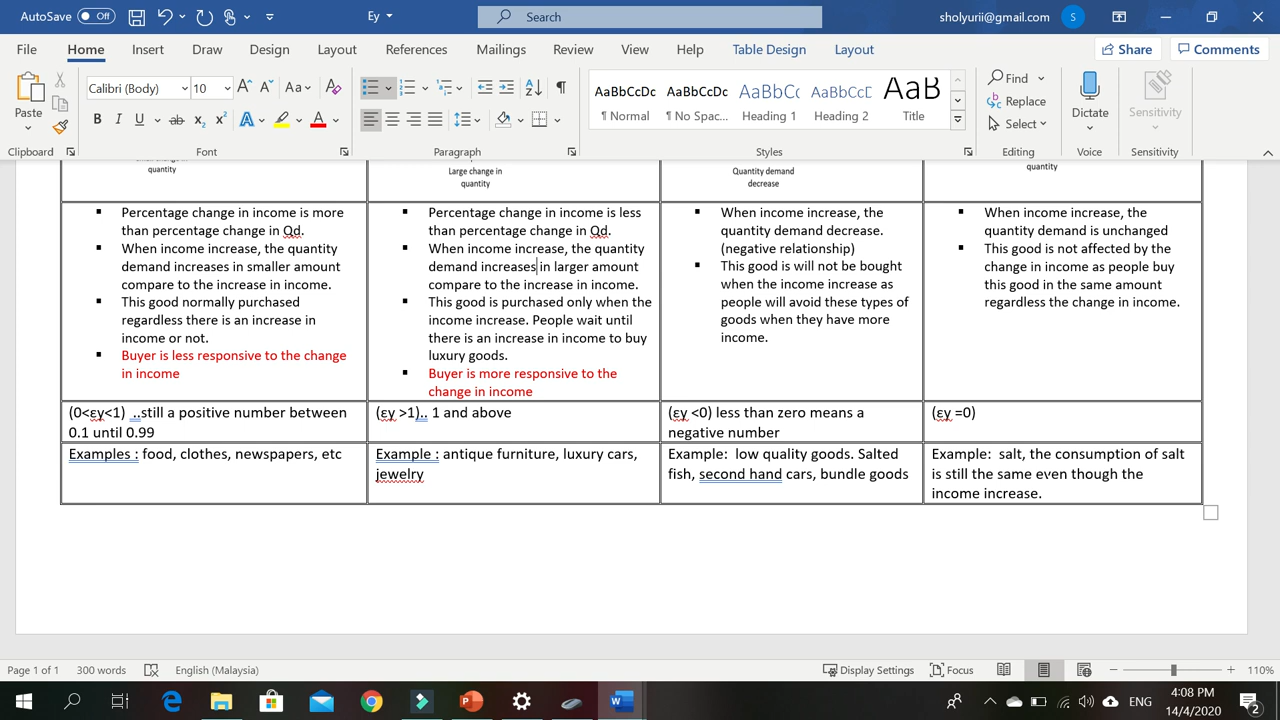 AutoSave Off Ey Search sholyurii@gmail.com S
File Home Insert Draw Design Layout References Mailings Review View Help Table Design Layout Share Comments
Paste
Calibri (Body) 10
AaBbCcDc AaBbCcDc AaBbCc AaBbCcD AaB
¶ Normal ¶ No Spac... Heading 1 Heading 2 Title
Find
Replace
Select
Dictate
Sensitivity
Clipboard Font Paragraph Styles Editing Voice Sensitivity
quantity
Large change in
quantity
Quantity demand
decrease
quantity
Percentage change in income is more
than percentage change in Qd.
When income increase, the quantity
demand increases in smaller amount
compare to the increase in income.
This good normally purchased
regardless there is an increase in
income or not.
Buyer is less responsive to the change
in income
Percentage change in income is less
than percentage change in Qd.
When income increase, the quantity
demand increases in larger amount
compare to the increase in income.
This good is purchased only when the
income increase. People wait until
there is an increase in income to buy
luxury goods.
Buyer is more responsive to the
change in income
When income increase, the
quantity demand decrease.
(negative relationship)
This good is will not be bought
when the income increase as
people will avoid these types of
goods when they have more
income.
When income increase, the
quantity demand is unchanged
This good is not affected by the
change in income as people buy
this good in the same amount
regardless the change in income.
(0<εy<1) ..still a positive number between
0.1 until 0.99
(εy >1).. 1 and above
(εy <0) less than zero means a
negative number
(εy =0)
Examples : food, clothes, newspapers, etc
Example : antique furniture, luxury cars,
jewelry
Example: low quality goods. Salted
fish, second hand cars, bundle goods
Example: salt, the consumption of salt
is still the same even though the
income increase.
Page 1 of 1 300 words English (Malaysia) Display Settings Focus 110%
ENG
4:08 PM
14/4/2020
2